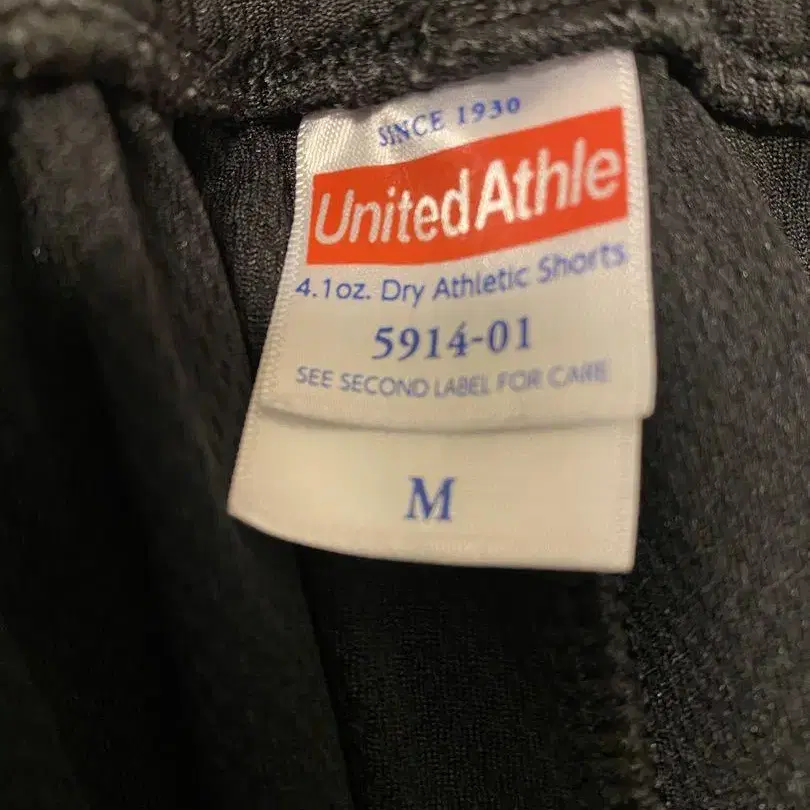 SINCE 1930
UnitedAthle
4.1oz. Dry Athletic Shorts
5914-01
SEE SECOND LABEL FOR CARE
M